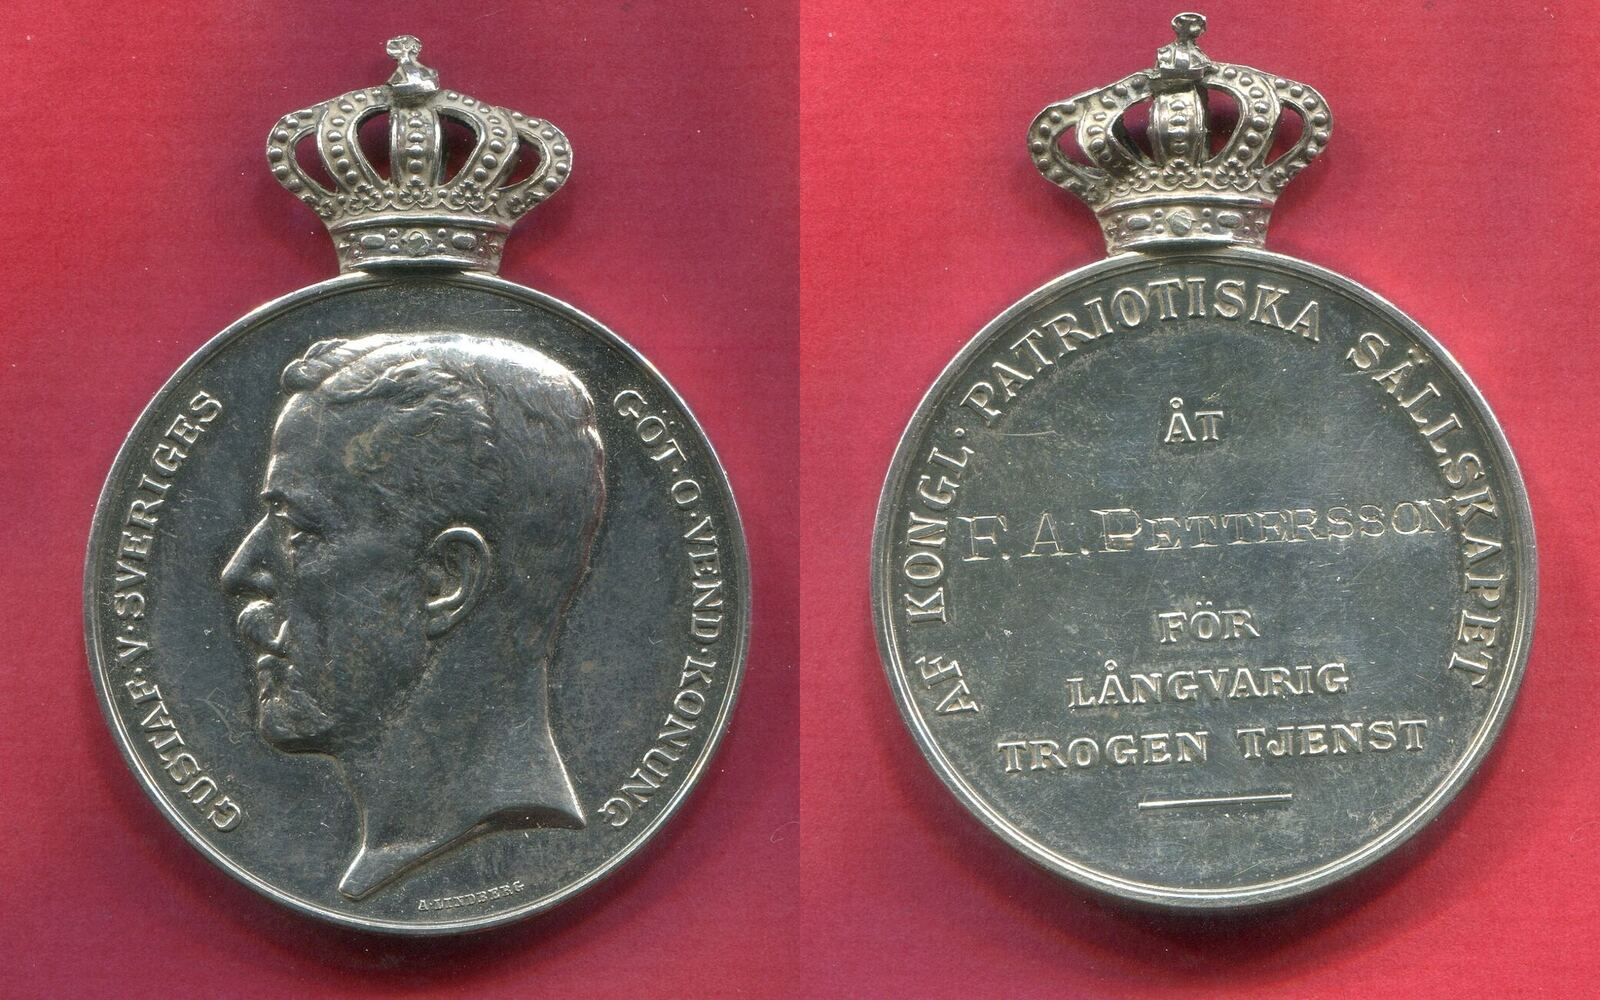 GUSTAF·V·SVERIGES
GÖT·O·VEND·KONUNG
A·LINDBERG
AF KONGL·PATRIOTISKA SÄLLSKAPET
ÅT
F.A.PETTERSSON
FÖR
LÅNGVARIG
TROGEN TJENST